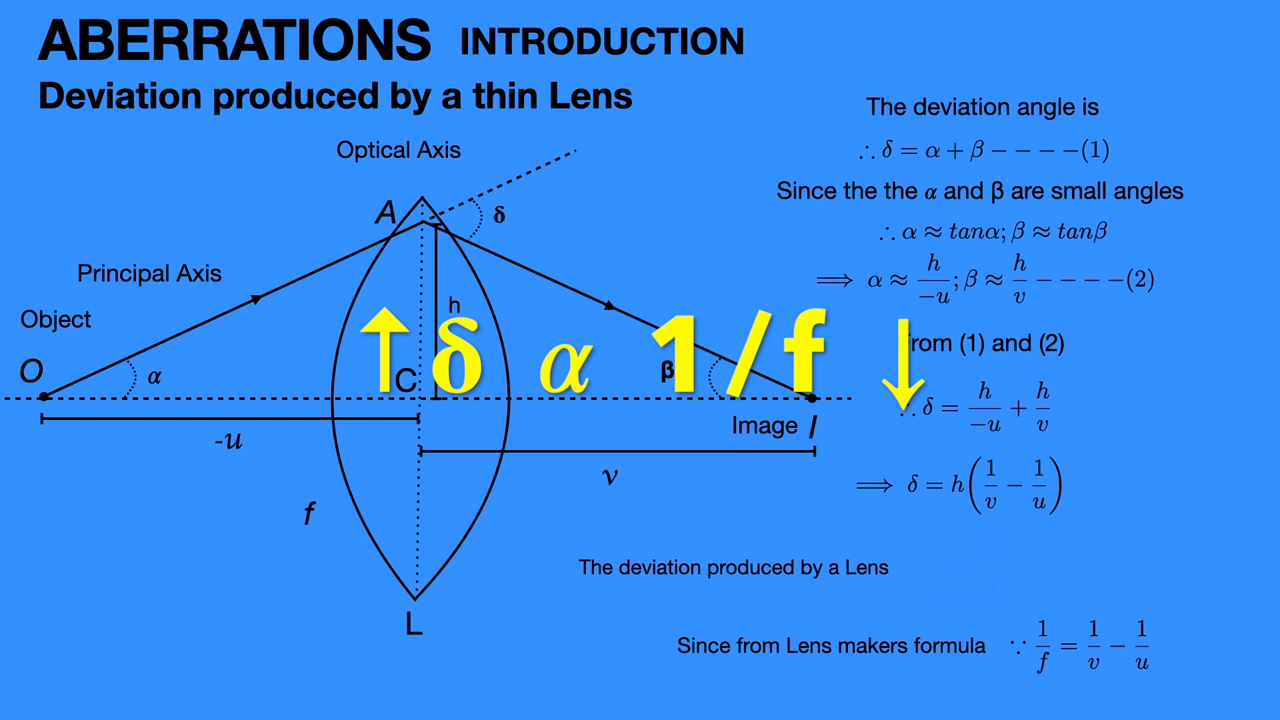 ABERRATIONS INTRODUCTION
Deviation produced by a thin Lens
The deviation angle is
∴ δ = α + β − − − −(1)
Since the the α and β are small angles
∴ α ≈ tanα; β ≈ tanβ
⟹ α ≈ h/−u ; β ≈ h/v − − − −(2)
Optical Axis
A
δ
Principal Axis
h
Object
O
α
C
β
↑δ α 1/f ↓
rom (1) and (2)
∴ δ = h/−u + h/v
Image I
-u
v
⟹ δ = h(1/v − 1/u)
f
The deviation produced by a Lens
L
Since from Lens makers formula ∵ 1/f = 1/v − 1/u